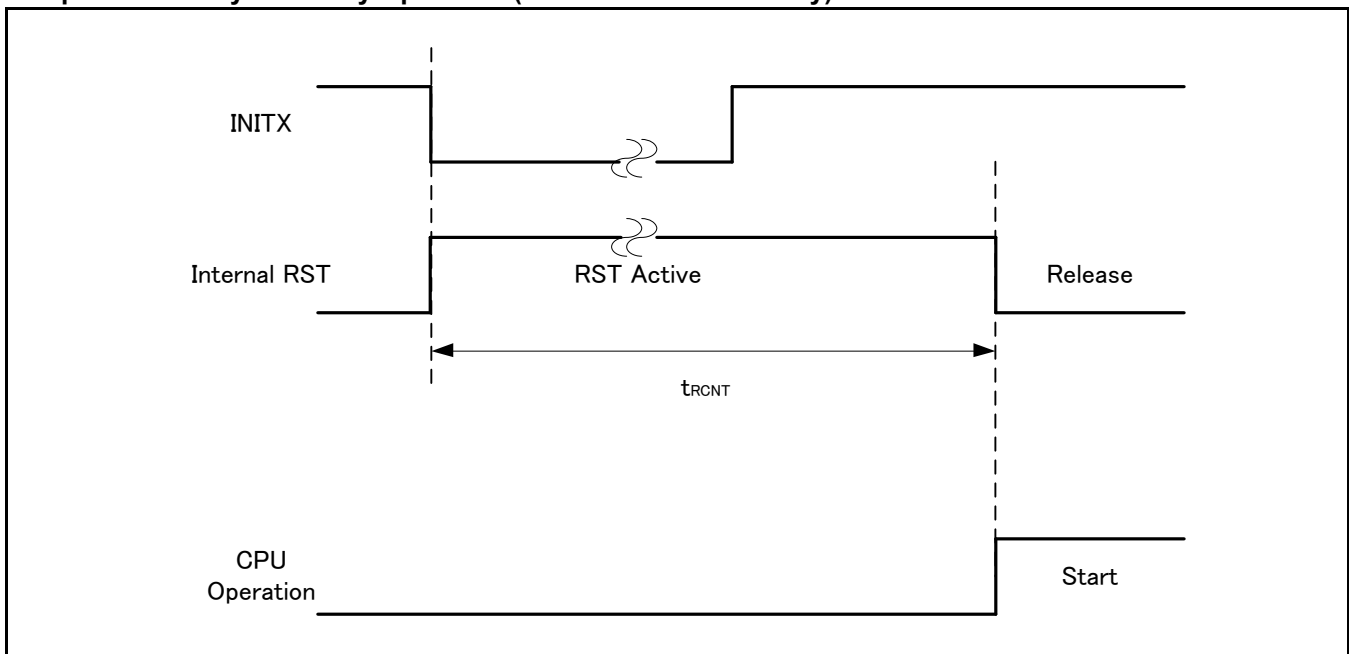 INITX
Internal RST
RST Active
Release
tRCNT
CPU
Operation
Start